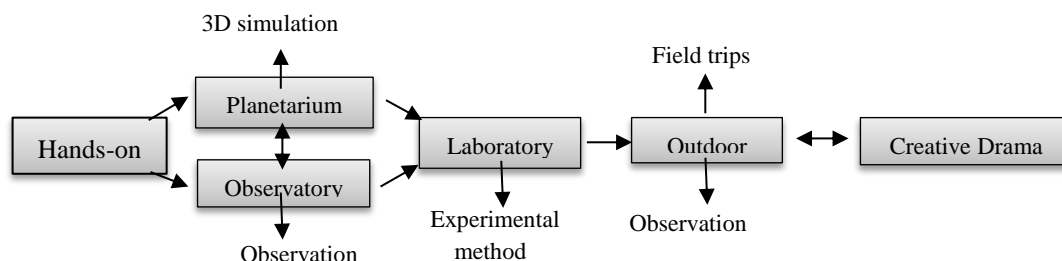 3D simulation
Field trips
Planetarium
Hands-on
Laboratory
Outdoor
Creative Drama
Observatory
Experimental
method
Observation
Observation